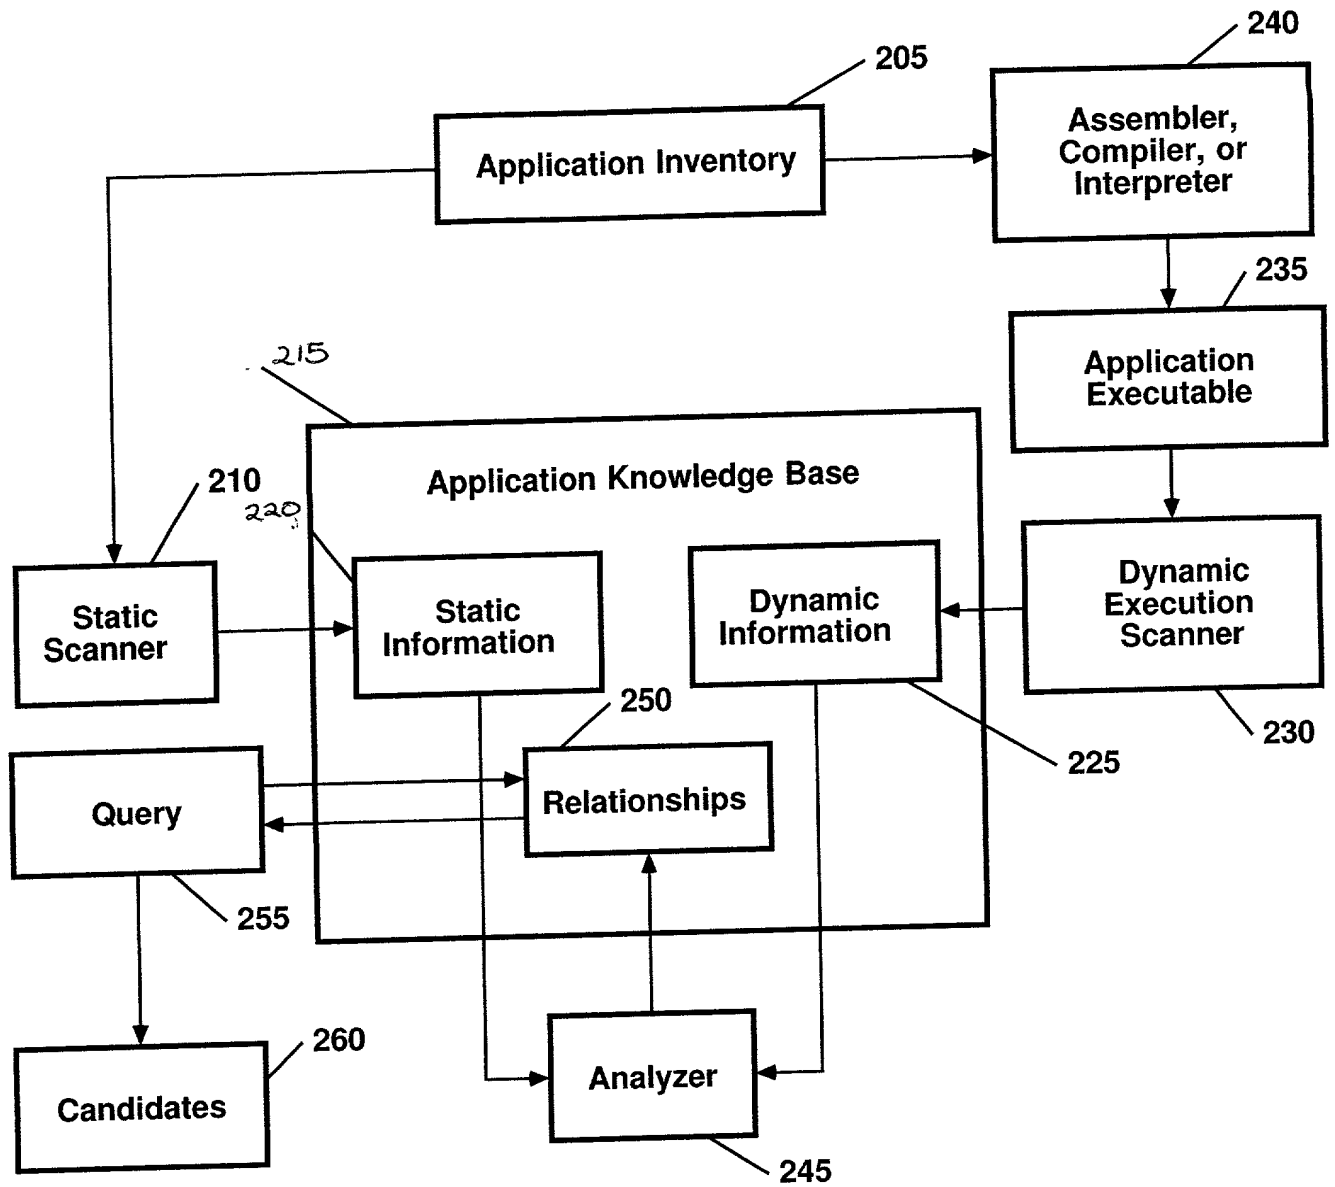 240
205
Assembler,
Compiler, or
Interpreter
Application Inventory
235
Application
Executable
215
Application Knowledge Base
210
220
Static
Scanner
Static
Information
Dynamic
Information
Dynamic
Execution
Scanner
250
230
225
Query
Relationships
255
260
Candidates
Analyzer
245